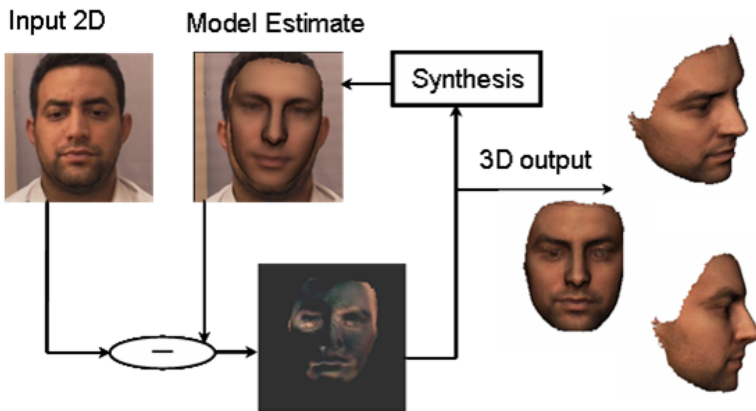 Input 2D
Model Estimate
Synthesis
3D output
−